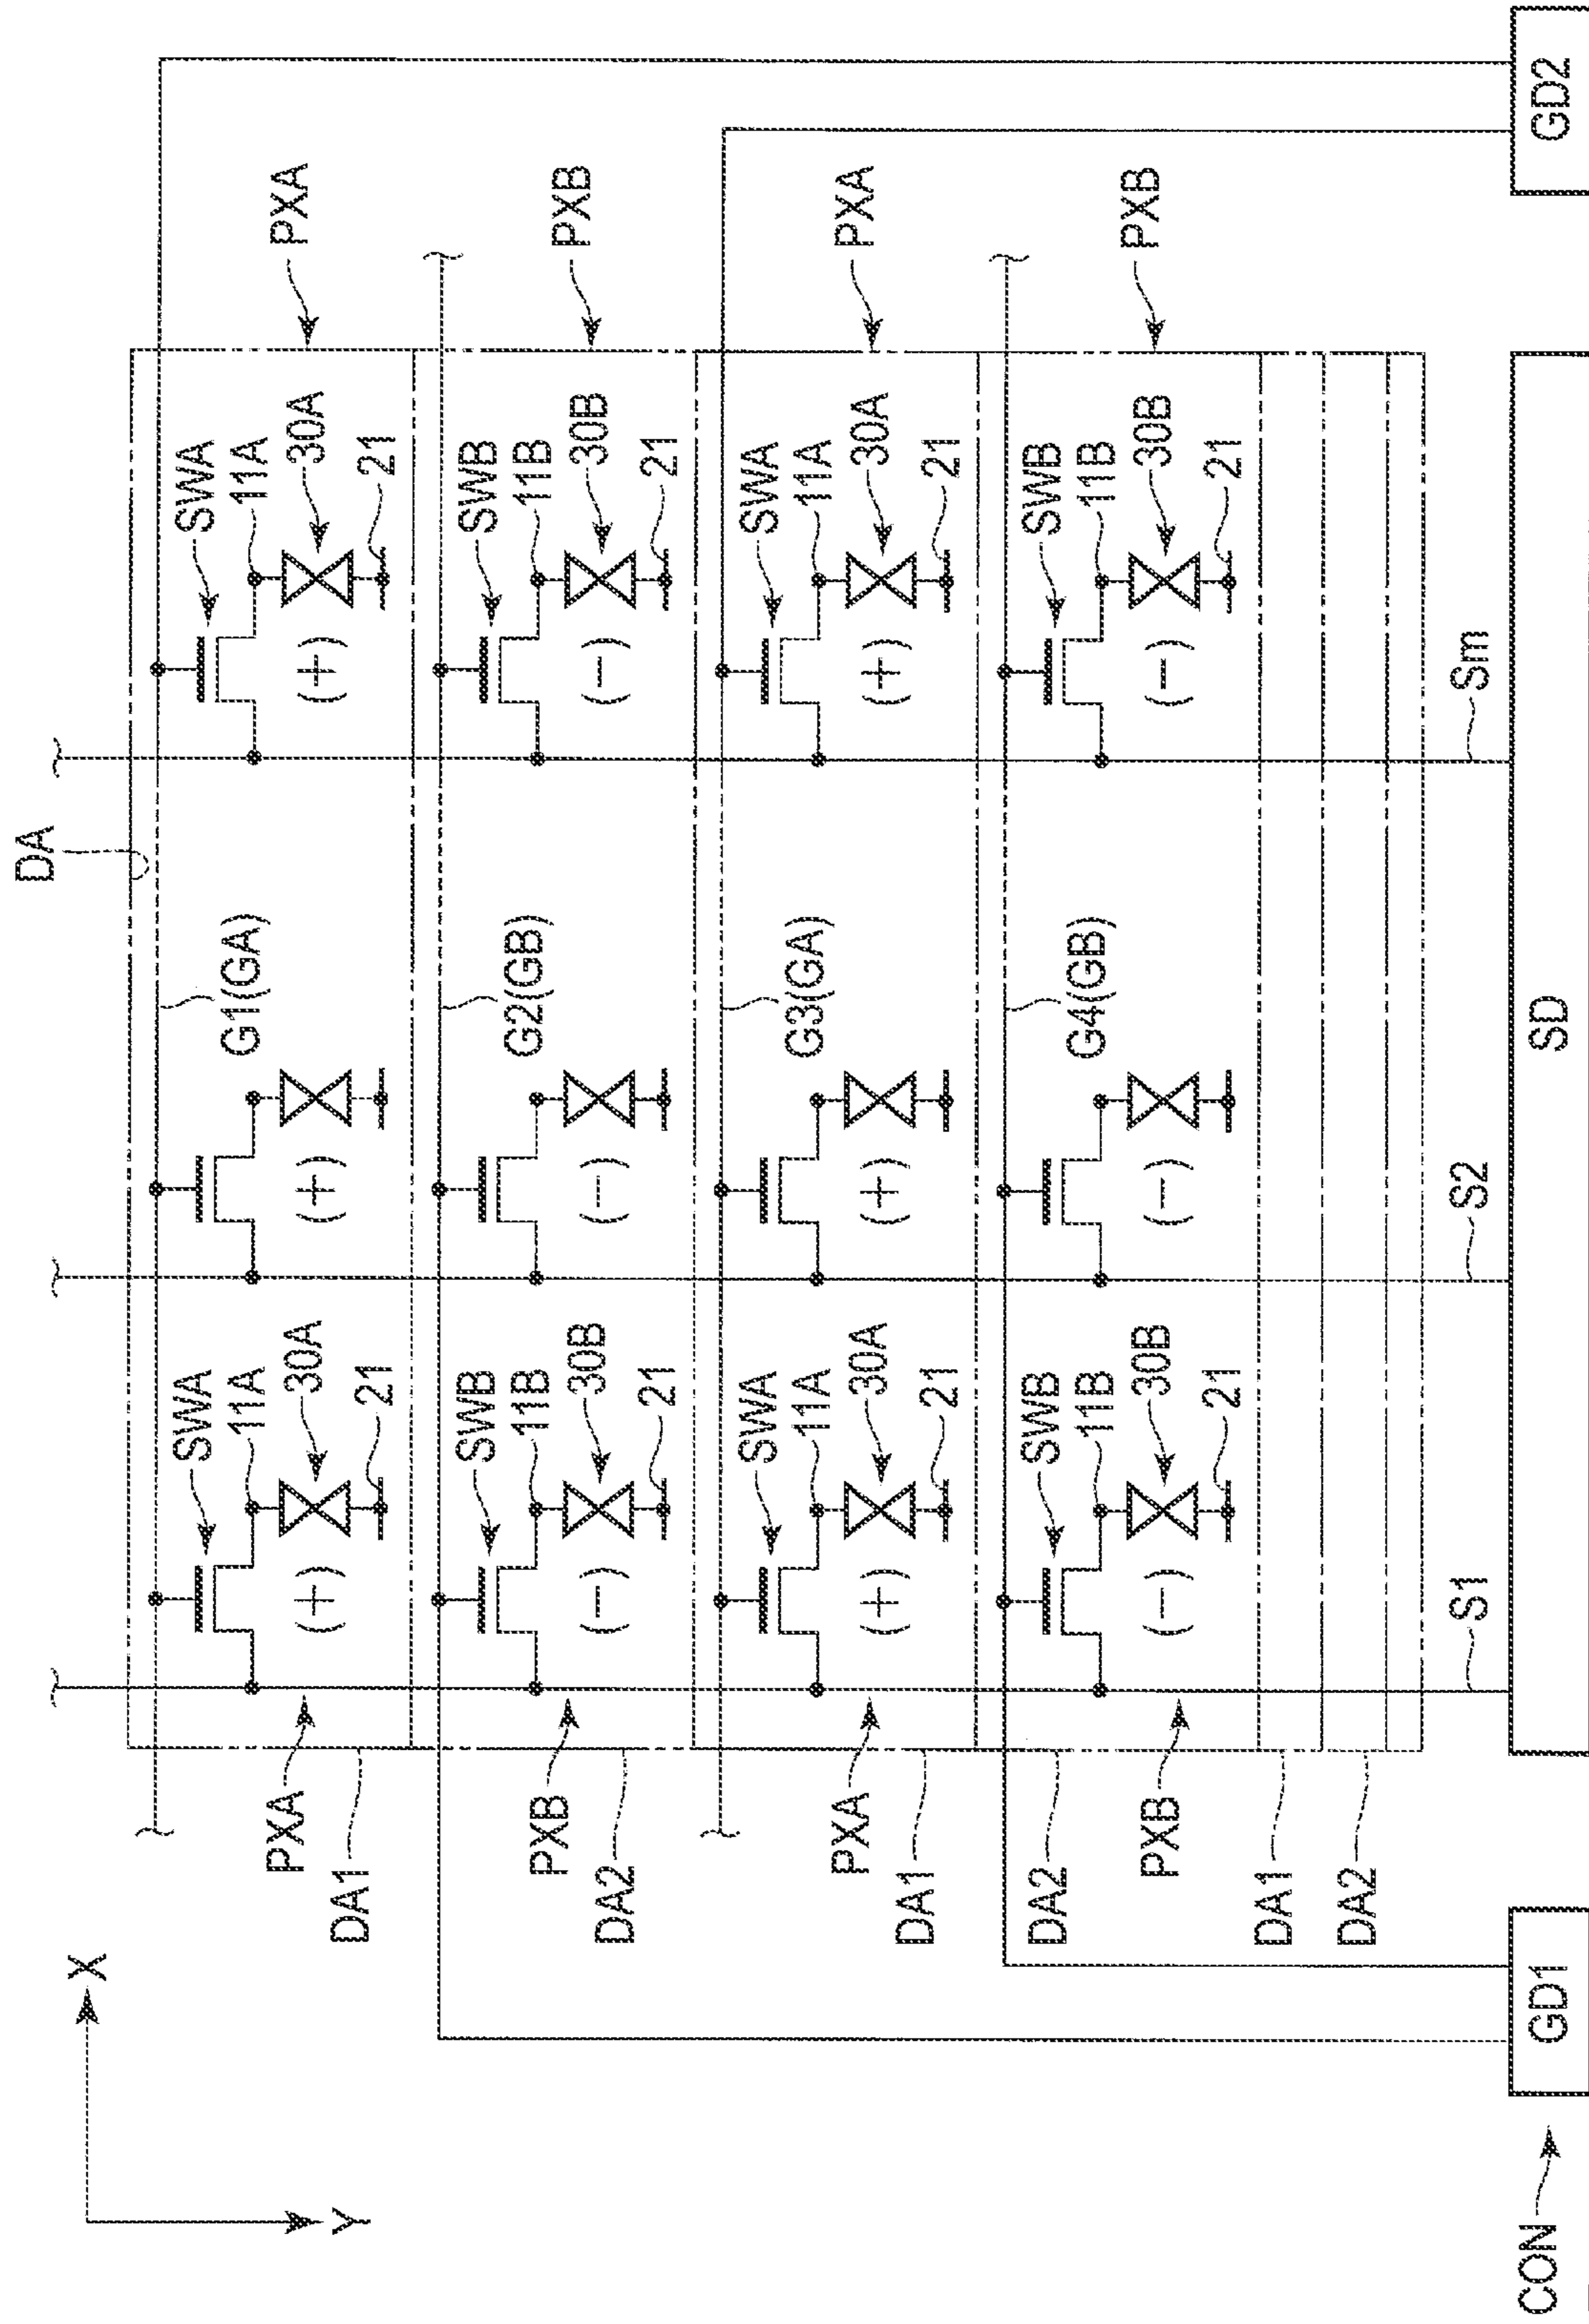 X
Y
DA
PXA
DA1
SWA
11A
30A
21
(+)
(+)
G1(GA)
SWA
11A
30A
21
(+)
PXA
PXB
DA2
SWB
11B
30B
21
(−)
(−)
G2(GB)
SWB
11B
30B
21
(−)
PXB
PXA
DA1
SWA
11A
30A
21
(+)
(+)
G3(GA)
SWA
11A
30A
21
(+)
PXA
DA2
PXB
SWB
11B
30B
21
(−)
(−)
G4(GB)
SWB
11B
30B
21
(−)
PXB
DA1
DA2
S1
S2
Sm
CON
GD1
SD
GD2